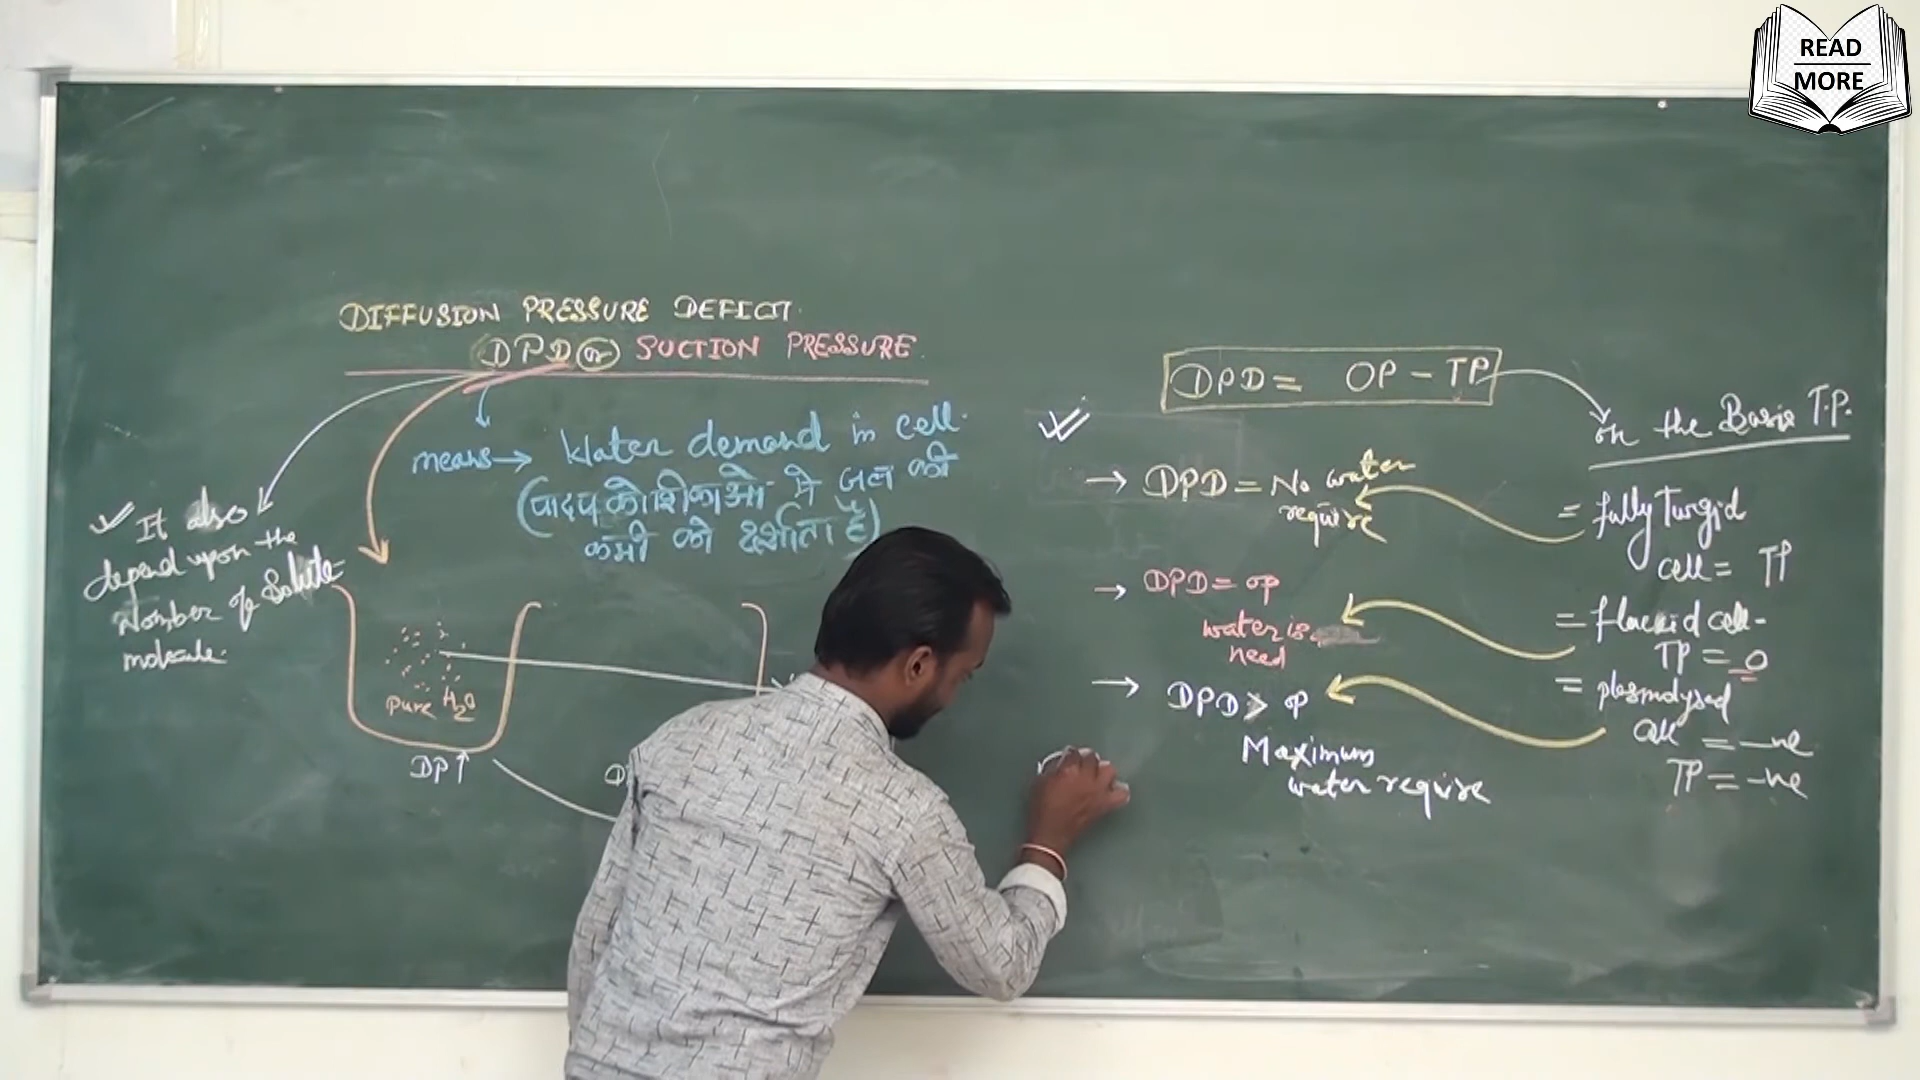 READ
MORE
DIFFUSION PRESSURE DEFICIT.
DPD (or) SUCTION PRESSURE.
means → Water demand in cell.
(पादप कोशिकाओ मे जल की
कमी को दर्शाता है)
It also
depend upon the
Nomber of Solute
molecule.
pure H2O
DP↑
DPD = OP - TP
on the Basis T.P.
→ DPD = No water
require
= fully Turgid
cell = TP
→ DPD = op
water is
need
= flaccid cell-
TP = 0
→ DPD > op
Maximum
water require
= plasmolysed
cell = -ve
TP = -ve